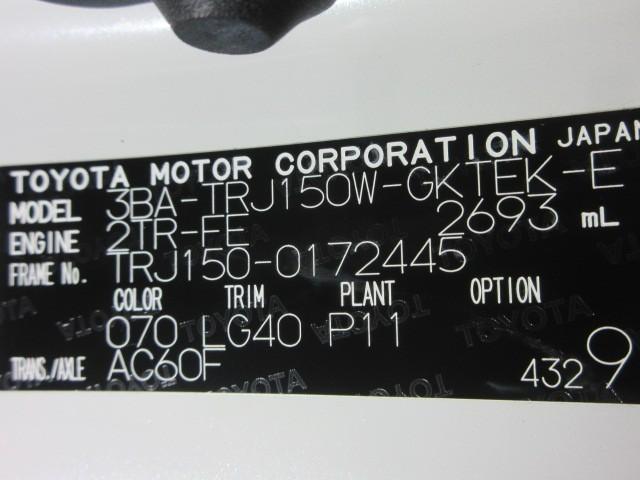 TOYOTA MOTOR CORPORATION JAPAN
MODEL 3BA-TRJ150W-GKTEK-E
ENGINE 2TR-FE 2693 mL
FRAME No. TRJ150-0172445
COLOR TRIM PLANT OPTION
070 LG40 P11
TRANS./AXLE AC60F
4329